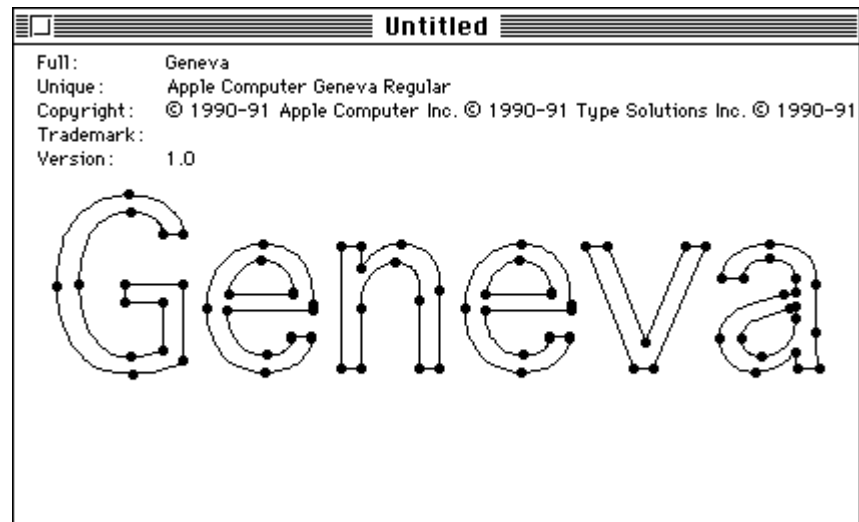 Untitled
Full: Geneva
Unique: Apple Computer Geneva Regular
Copyright: © 1990-91 Apple Computer Inc. © 1990-91 Type Solutions Inc. © 1990-91
Trademark:
Version: 1.0
Geneva